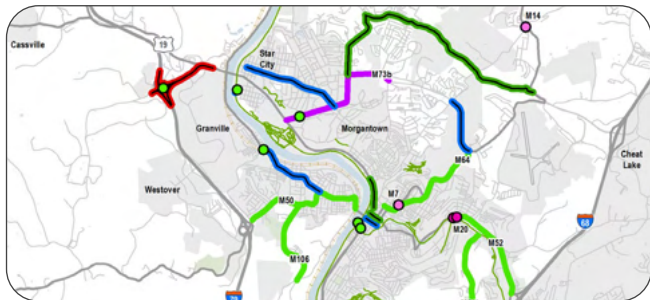 M14
Cassville
19
Star
City
M73b
Granville
Morgantown
Cheat
Lake
M64
Westover
M7
M50
M20
68
M52
M106
79